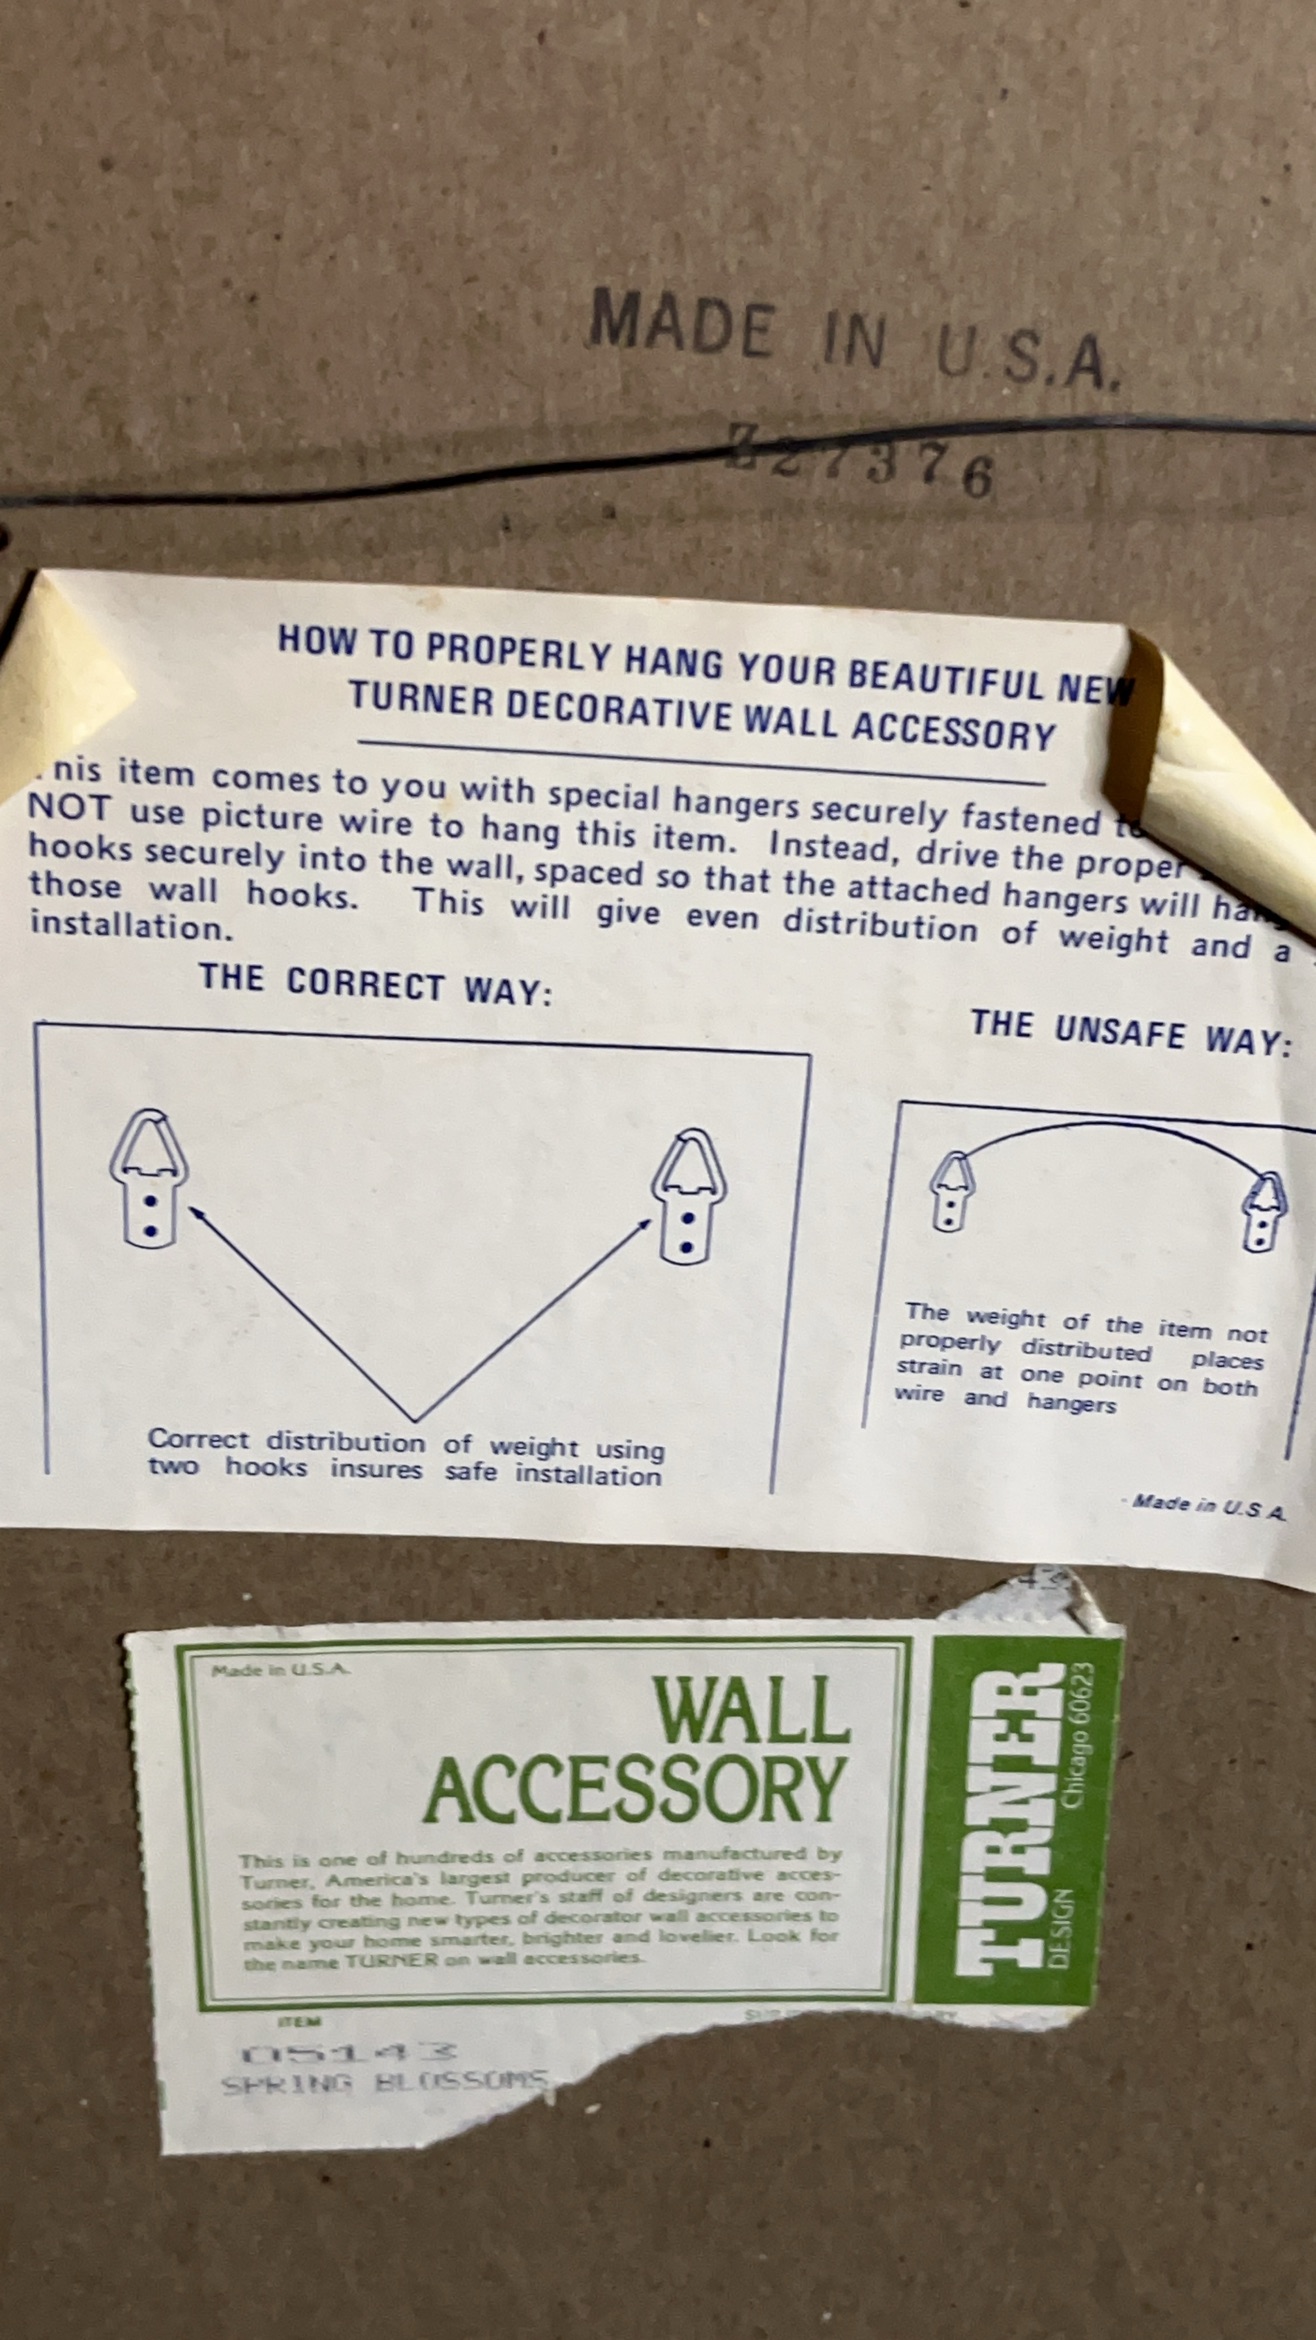 MADE IN U.S.A.
Z27376
HOW TO PROPERLY HANG YOUR BEAUTIFUL NEW
TURNER DECORATIVE WALL ACCESSORY
This item comes to you with special hangers securely fastened
NOT use picture wire to hang this item. Instead, drive the proper
hooks securely into the wall, spaced so that the attached hangers will
those wall hooks. This will give even distribution of weight and a
installation.
THE CORRECT WAY:
Correct distribution of weight using
two hooks insures safe installation
THE UNSAFE WAY:
The weight of the item not
properly distributed places
strain at one point on both
wire and hangers
Made in U.S.A.
Made in U.S.A.
WALL
ACCESSORY
This is one of hundreds of accessories manufactured by
Turner, America's largest producer of decorative acces-
sories for the home. Turner's staff of designers are con-
stantly creating new types of decorator wall accessories to
make your home smarter, brighter and lovelier. Look for
the name TURNER on wall accessories.
TURNER
DESIGN Chicago 60623
ITEM
05143
SPRING BLOSSOMS